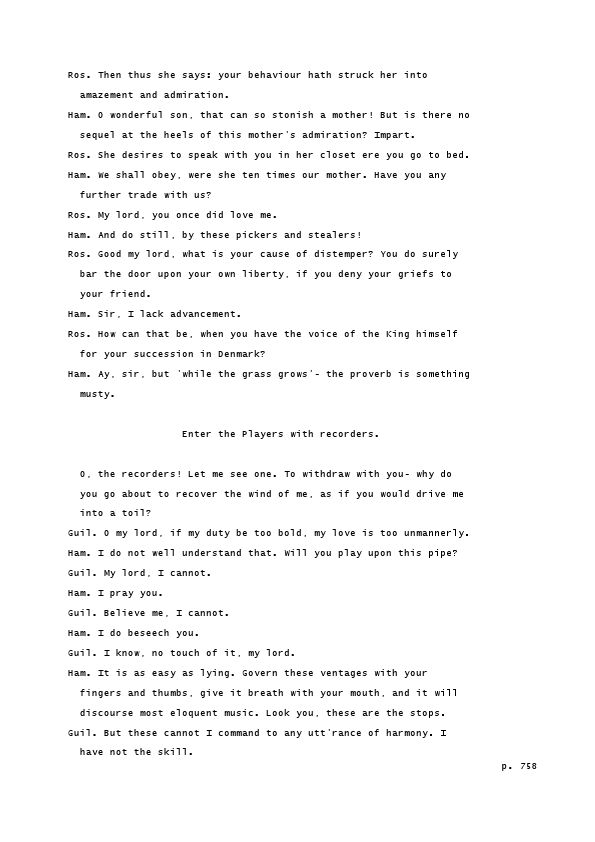 Ros. Then thus she says: your behaviour hath struck her into
amazement and admiration.
Ham. O wonderful son, that can so stonish a mother! But is there no
sequel at the heels of this mother's admiration? Impart.
Ros. She desires to speak with you in her closet ere you go to bed.
Ham. We shall obey, were she ten times our mother. Have you any
further trade with us?
Ros. My lord, you once did love me.
Ham. And do still, by these pickers and stealers!
Ros. Good my lord, what is your cause of distemper? You do surely
bar the door upon your own liberty, if you deny your griefs to
your friend.
Ham. Sir, I lack advancement.
Ros. How can that be, when you have the voice of the King himself
for your succession in Denmark?
Ham. Ay, sir, but 'while the grass grows'- the proverb is something
musty.
Enter the Players with recorders.
O, the recorders! Let me see one. To withdraw with you- why do
you go about to recover the wind of me, as if you would drive me
into a toil?
Guil. O my lord, if my duty be too bold, my love is too unmannerly.
Ham. I do not well understand that. Will you play upon this pipe?
Guil. My lord, I cannot.
Ham. I pray you.
Guil. Believe me, I cannot.
Ham. I do beseech you.
Guil. I know, no touch of it, my lord.
Ham. It is as easy as lying. Govern these ventages with your
fingers and thumbs, give it breath with your mouth, and it will
discourse most eloquent music. Look you, these are the stops.
Guil. But these cannot I command to any utt'rance of harmony. I
have not the skill.
p. 758